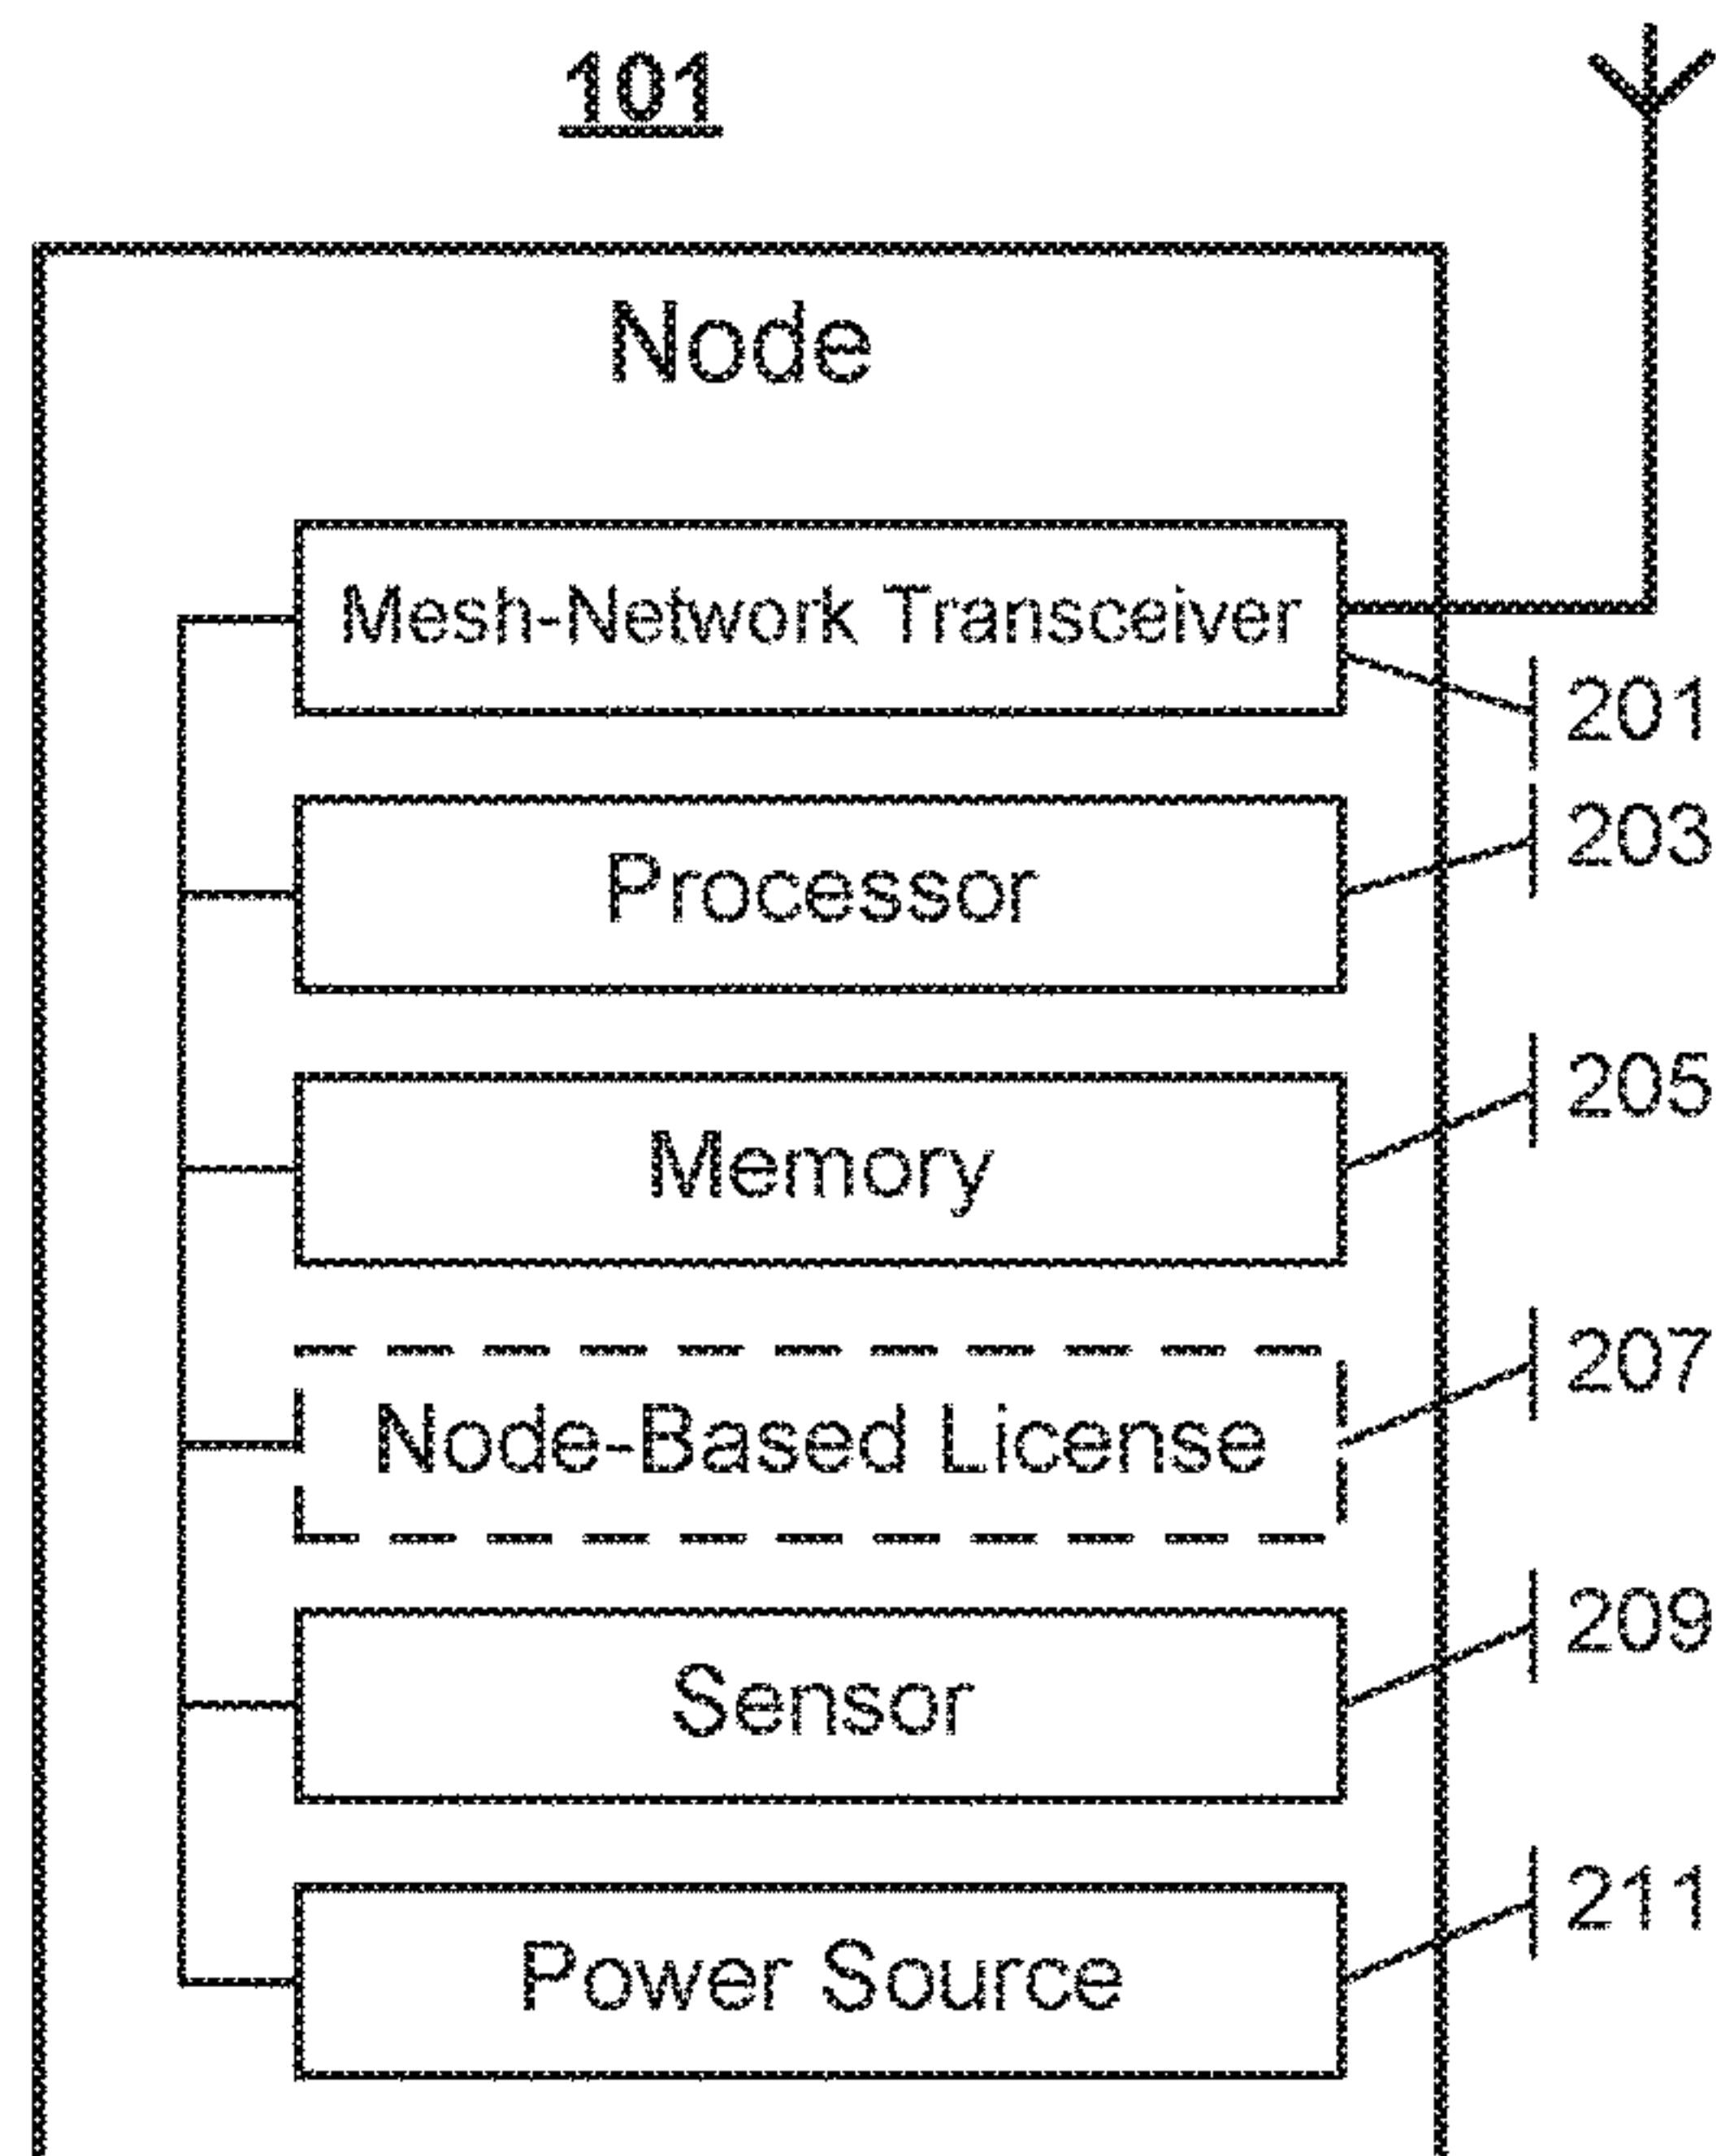 101
Node
Mesh-Network Transceiver
201
Processor
203
Memory
205
Node-Based License
207
Sensor
209
Power Source
211